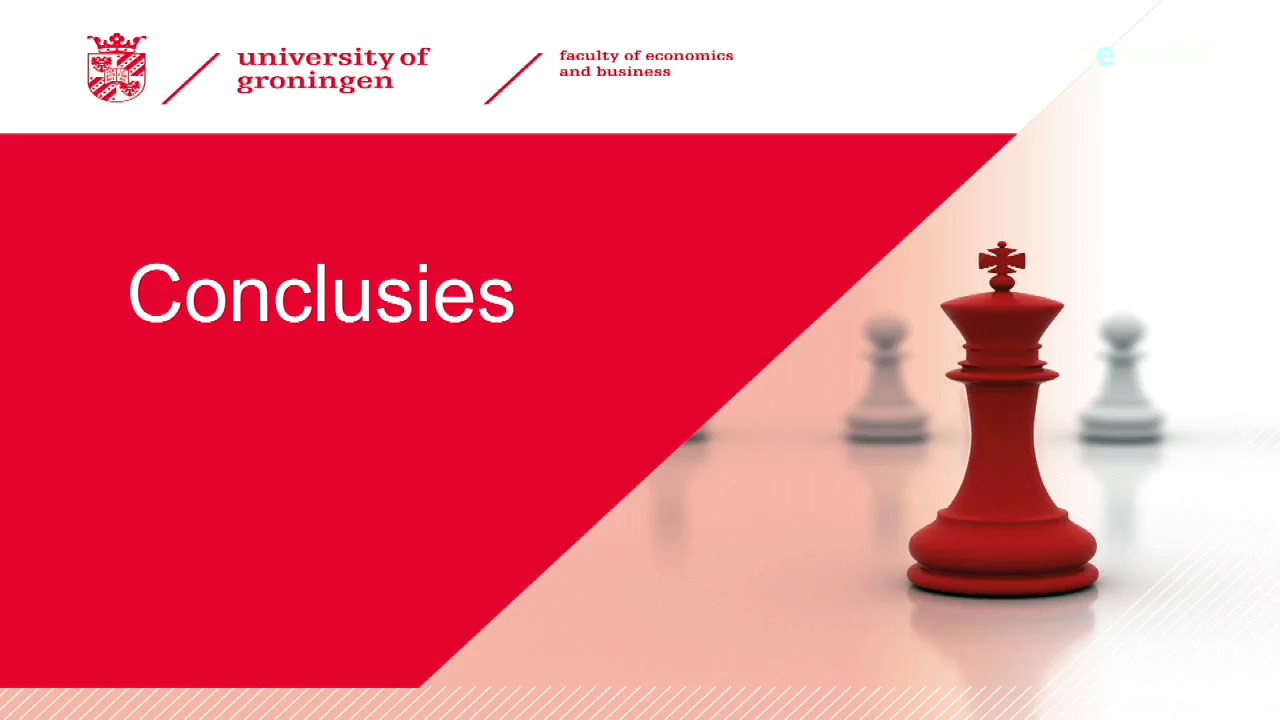 university of
groningen
faculty of economics
and business
Conclusies